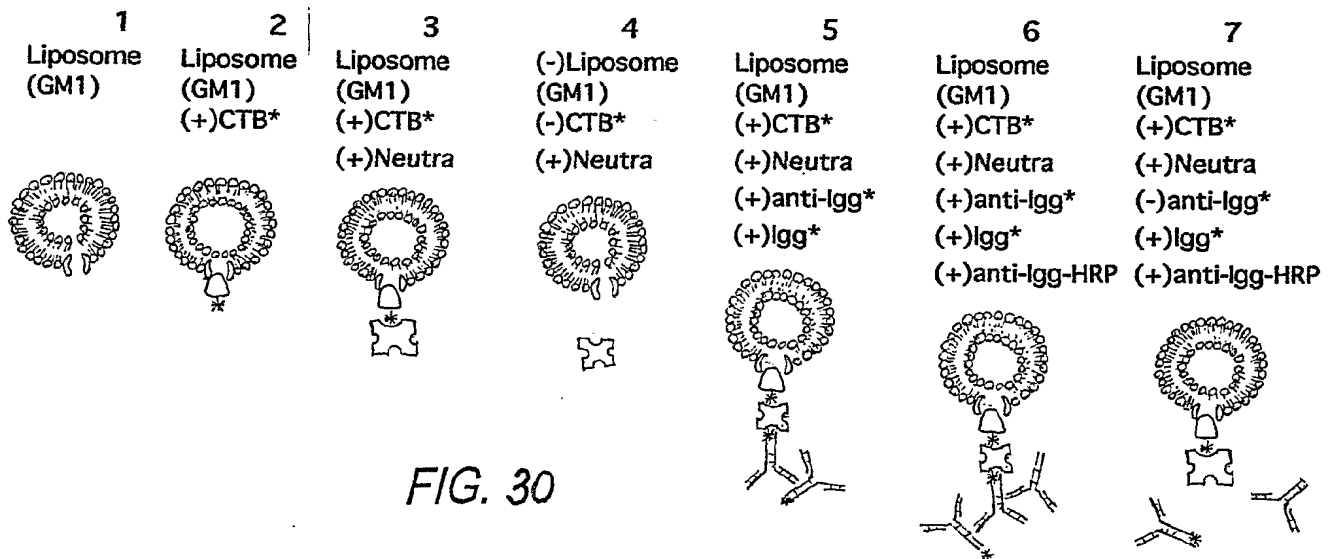 1
Liposome
(GM1)
2
Liposome
(GM1)
(+)CTB*
3
Liposome
(GM1)
(+)CTB*
(+)Neutra
4
(-)Liposome
(GM1)
(-)CTB*
(+)Neutra
5
Liposome
(GM1)
(+)CTB*
(+)Neutra
(+)anti-Igg*
(+)Igg*
6
Liposome
(GM1)
(+)CTB*
(+)Neutra
(+)anti-Igg*
(+)Igg*
(+)anti-Igg-HRP
7
Liposome
(GM1)
(+)CTB*
(+)Neutra
(-)anti-Igg*
(+)Igg*
(+)anti-Igg-HRP
FIG. 30